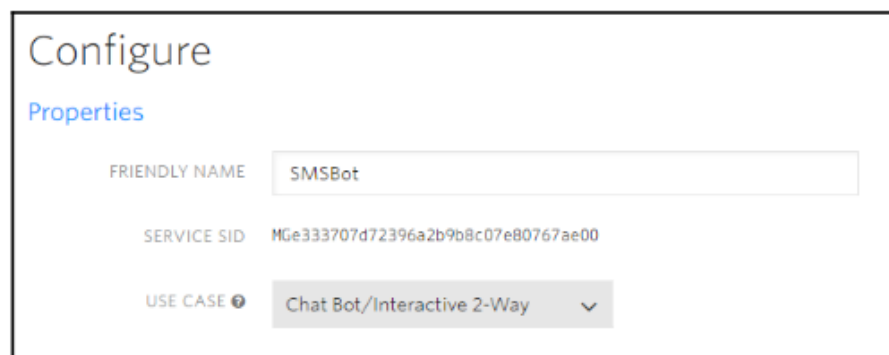 Configure
Properties
FRIENDLY NAME SMSBot
SERVICE SID MGe333707d72396a2b9b8c07e80767ae00
USE CASE Chat Bot/Interactive 2-Way